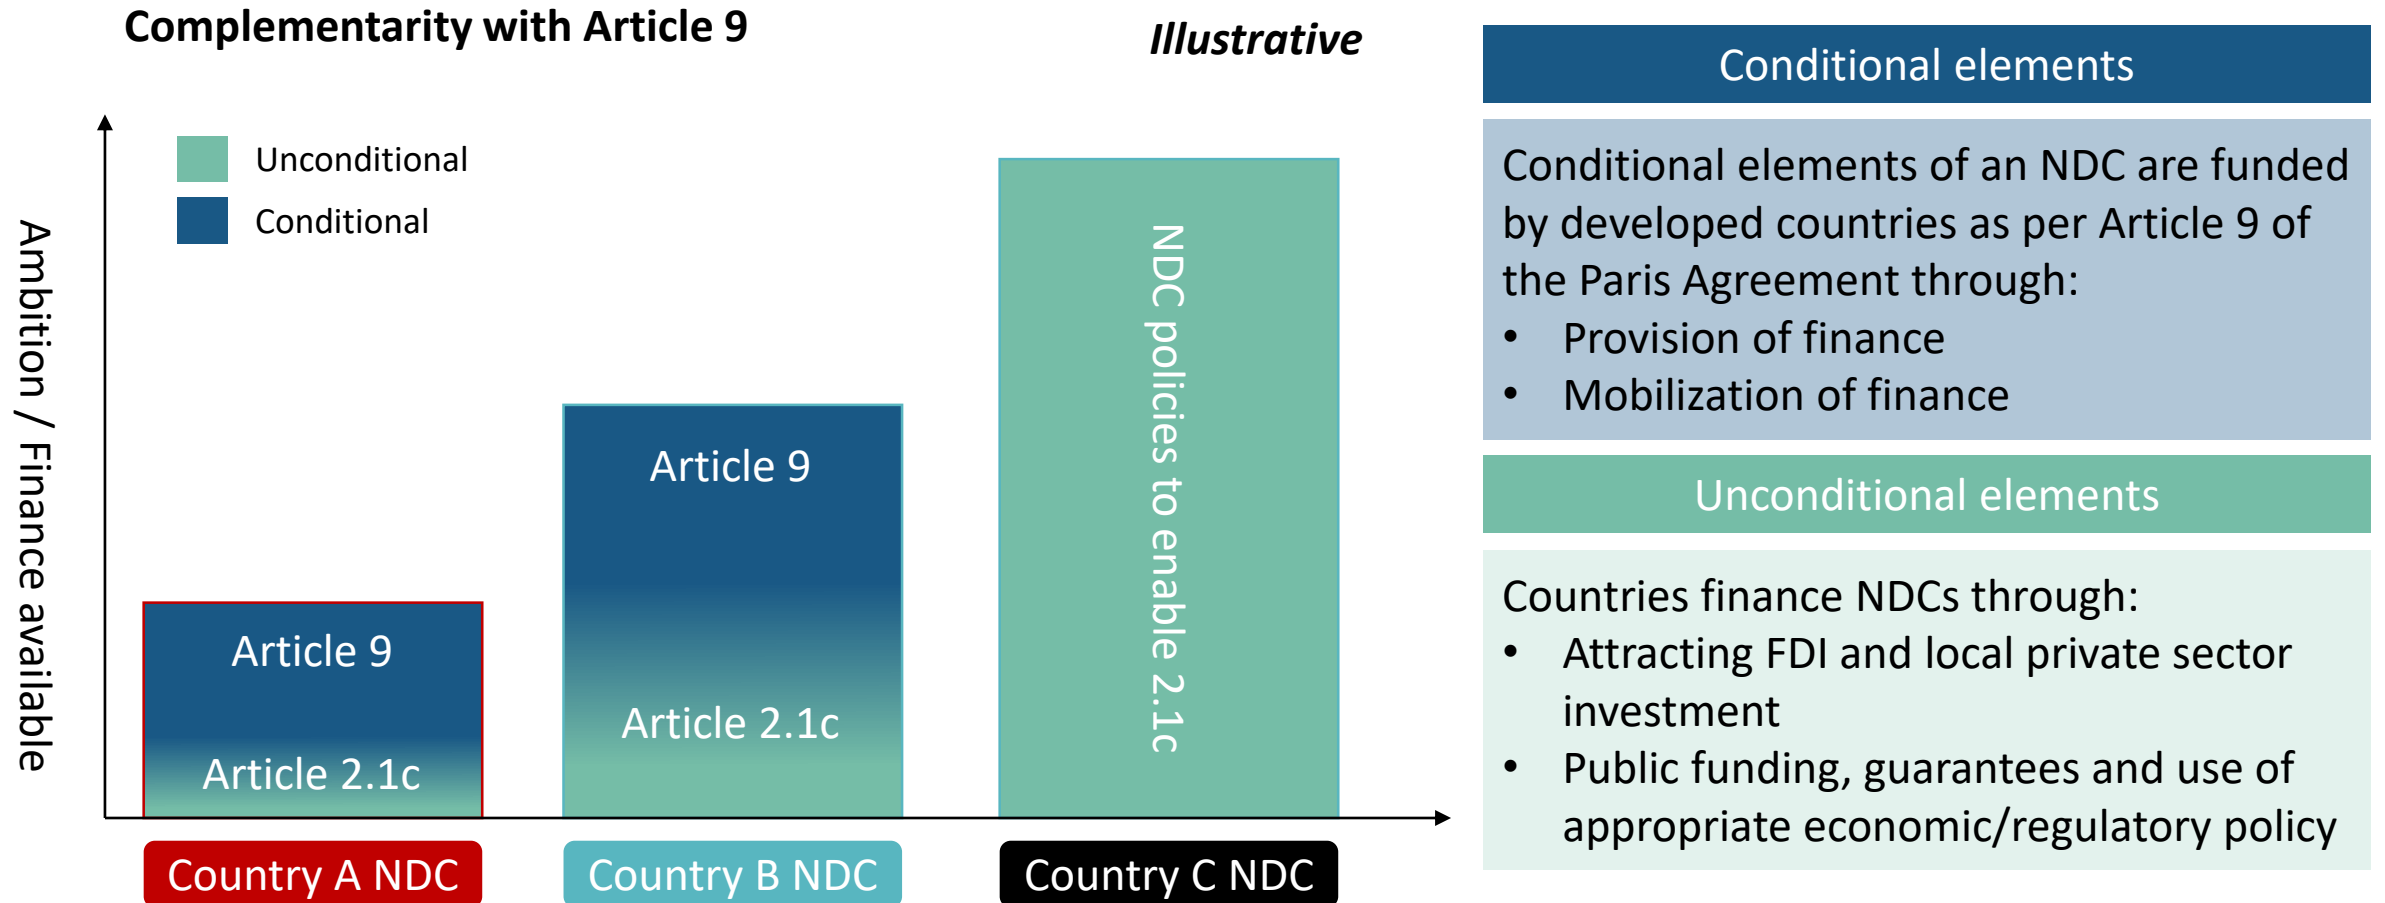 Complementarity with Article 9
Illustrative
Ambition / Finance available
Unconditional
Conditional
Article 9
Article 2.1c
Country A NDC
Article 9
Article 2.1c
Country B NDC
NDC policies to enable 2.1c
Country C NDC
Conditional elements
Conditional elements of an NDC are funded
by developed countries as per Article 9 of
the Paris Agreement through:
• Provision of finance
• Mobilization of finance
Unconditional elements
Countries finance NDCs through:
• Attracting FDI and local private sector
investment
• Public funding, guarantees and use of
appropriate economic/regulatory policy